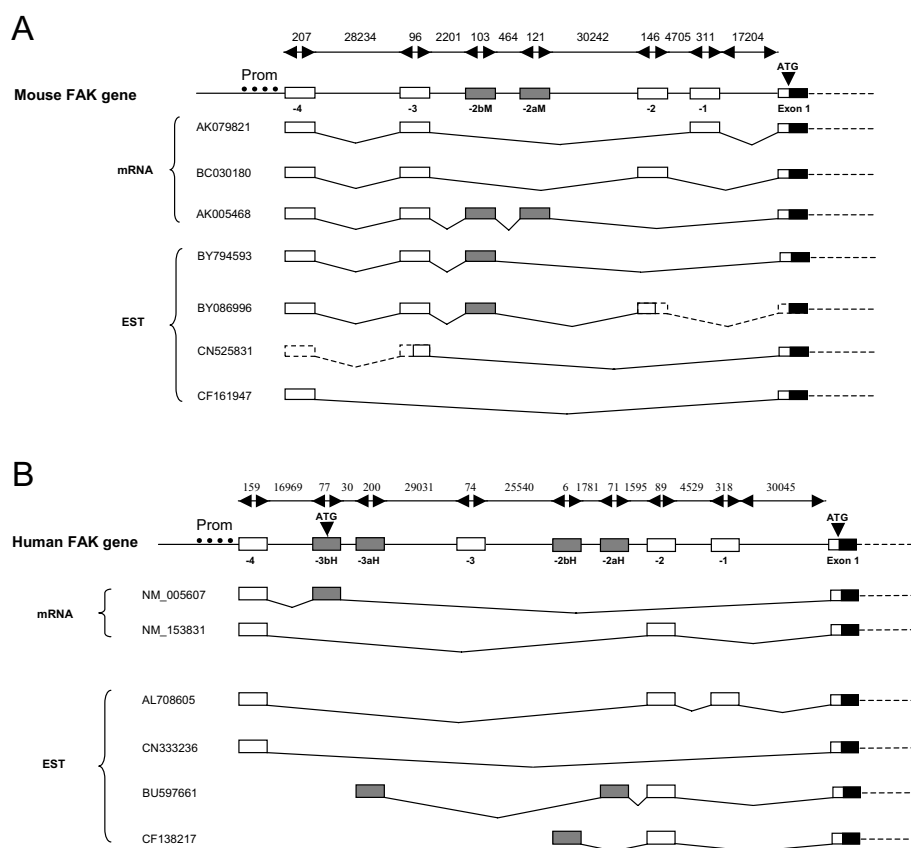 A
207 28234 96 2201 103 464 121 30242 146 4705 311 17204
Prom
ATG
Mouse FAK gene
-4 -3 -2bM -2aM -2 -1 Exon 1
AK079821
mRNA
BC030180
AK005468
BY794593
BY086996
EST
CN525831
CF161947
B
159 16969 77 30 200 29031 74 25540 6 1781 71 1595 89 4529 318 30045
Prom
ATG ATG
Human FAK gene
-4 -3bH -3aH -3 -2bH -2aH -2 -1 Exon 1
NM_005607
mRNA
NM_153831
AL708605
CN333236
EST
BU597661
CF138217